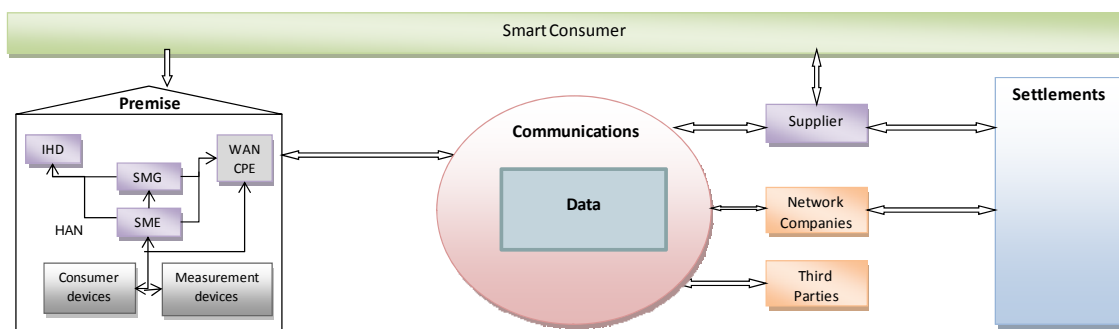 Smart Consumer
Premise
IHD
WAN
CPE
SMG
SME
HAN
Consumer
devices
Measurement
devices
Communications
Data
Supplier
Network
Companies
Third
Parties
Settlements